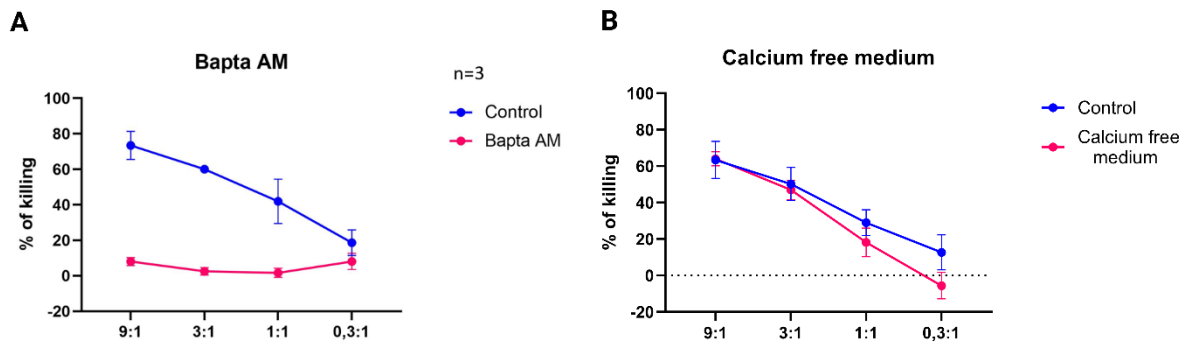 A
Bapta AM
n=3
Control
Bapta AM
% of killing
100
80
60
40
20
0
-20
9:1
3:1
1:1
0,3:1
B
Calcium free medium
Control
Calcium free
medium
% of killing
100
80
60
40
20
0
-20
9:1
3:1
1:1
0,3:1